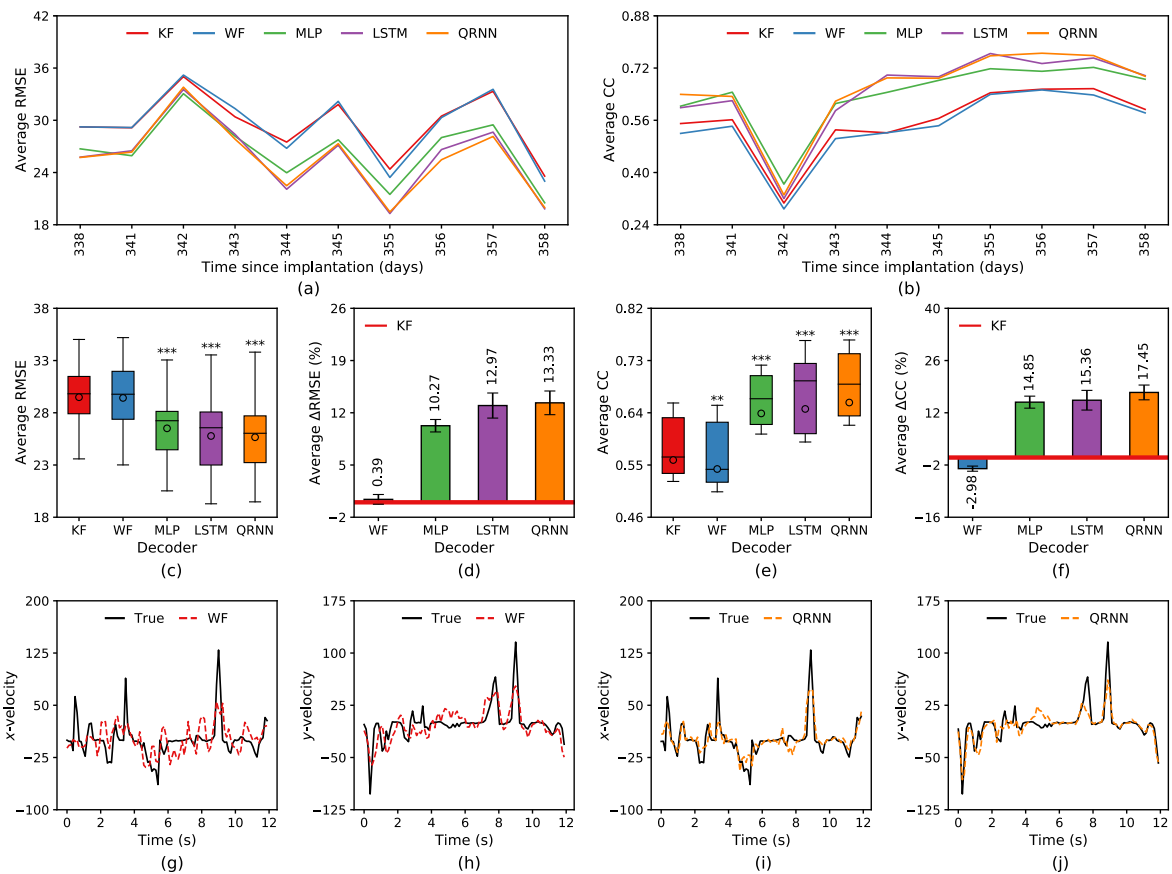 42
36
30
24
18
Average RMSE
KF WF MLP LSTM QRNN
338 341 342 343 344 345 355 356 357 358
Time since implantation (days)
(a)
0.88
0.72
0.56
0.40
0.24
Average CC
KF WF MLP LSTM QRNN
338 341 342 343 344 345 355 356 357 358
Time since implantation (days)
(b)
38
33
28
23
18
Average RMSE
*** *** ***
KF WF MLP LSTM QRNN
Decoder
(c)
26
19
12
5
−2
Average ΔRMSE (%)
KF
0.39 10.27 12.97 13.33
WF MLP LSTM QRNN
Decoder
(d)
0.82
0.73
0.64
0.55
0.46
Average CC
** *** *** ***
KF WF MLP LSTM QRNN
Decoder
(e)
40
26
12
−2
−16
Average ΔCC (%)
KF
-2.98 14.85 15.36 17.45
WF MLP LSTM QRNN
Decoder
(f)
200
125
50
−25
−100
x-velocity
True WF
0 2 4 6 8 10 12
Time (s)
(g)
175
100
25
−50
−125
y-velocity
True WF
0 2 4 6 8 10 12
Time (s)
(h)
200
125
50
−25
−100
x-velocity
True QRNN
0 2 4 6 8 10 12
Time (s)
(i)
175
100
25
−50
−125
y-velocity
True QRNN
0 2 4 6 8 10 12
Time (s)
(j)